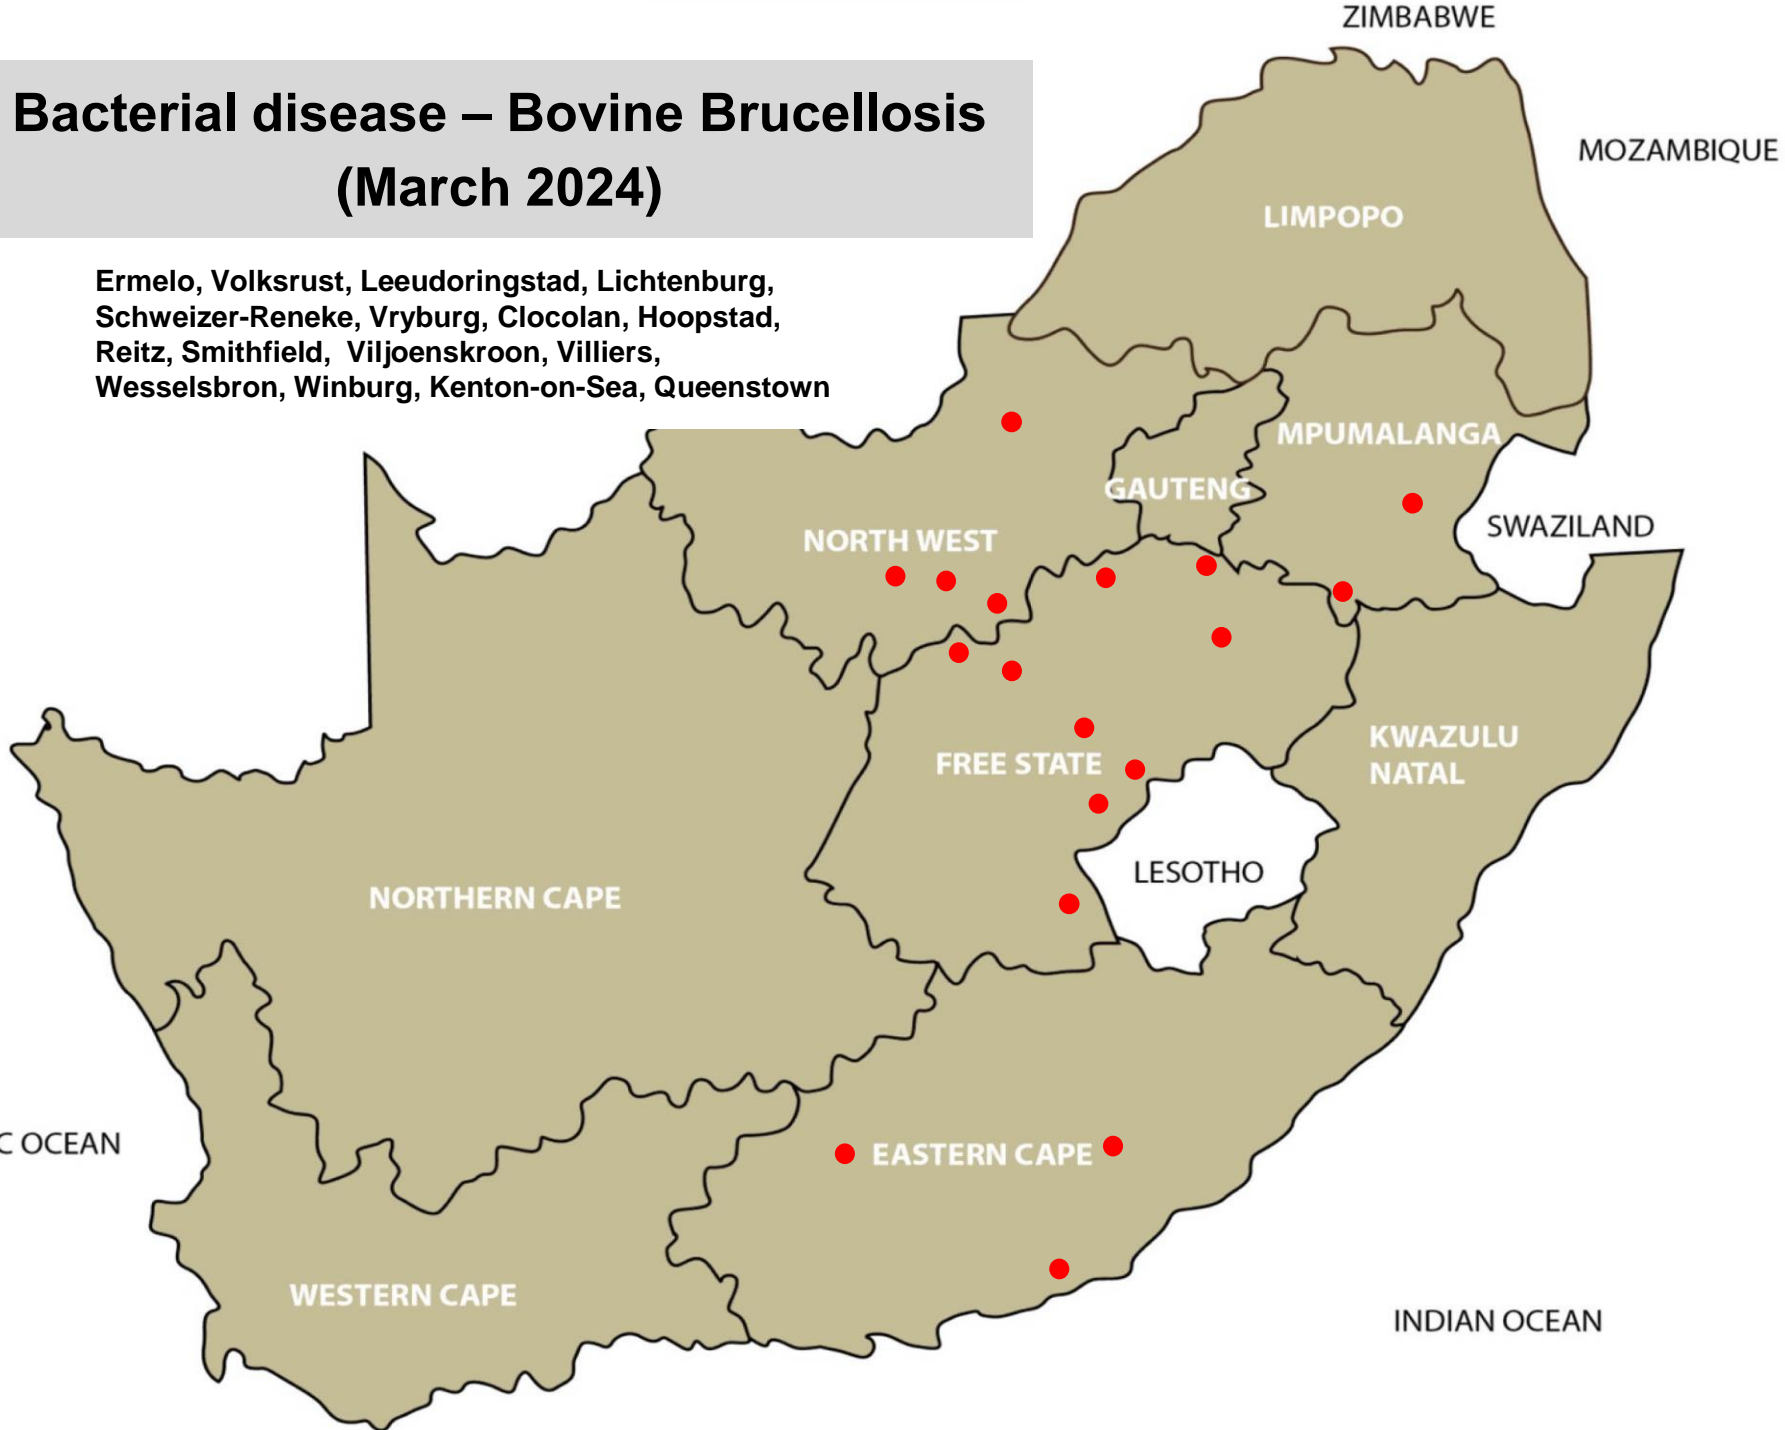 ZIMBABWE
Bacterial disease – Bovine Brucellosis
(March 2024)
MOZAMBIQUE
LIMPOPO
Ermelo, Volksrust, Leeudoringstad, Lichtenburg,
Schweizer-Reneke, Vryburg, Clocolan, Hoopstad,
Reitz, Smithfield, Viljoenskroon, Villiers,
Wesselsbron, Winburg, Kenton-on-Sea, Queenstown
MPUMALANGA
GAUTENG
SWAZILAND
NORTH WEST
KWAZULU
NATAL
FREE STATE
LESOTHO
NORTHERN CAPE
C OCEAN
EASTERN CAPE
WESTERN CAPE
INDIAN OCEAN